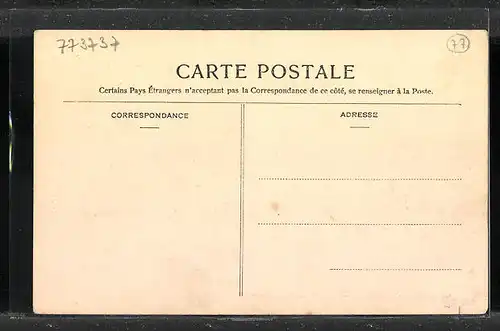 773737
77
CARTE POSTALE
Certains Pays Étrangers n'acceptant pas la Correspondance de ce côté, se renseigner à la Poste.
CORRESPONDANCE
ADRESSE